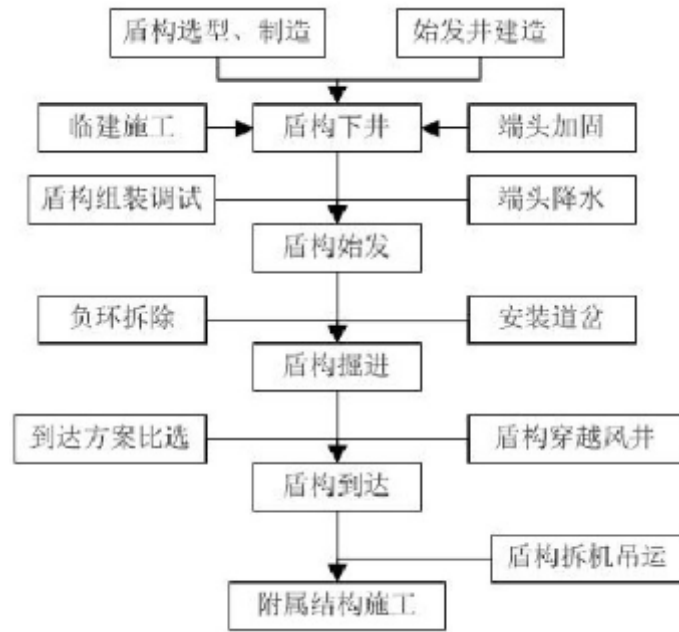 盾构选型、制造
始发井建造
临建施工
盾构下井
端头加固
盾构组装调试
端头降水
盾构始发
负环拆除
安装道岔
盾构掘进
到达方案比选
盾构穿越风井
盾构到达
盾构拆机吊运
附属结构施工